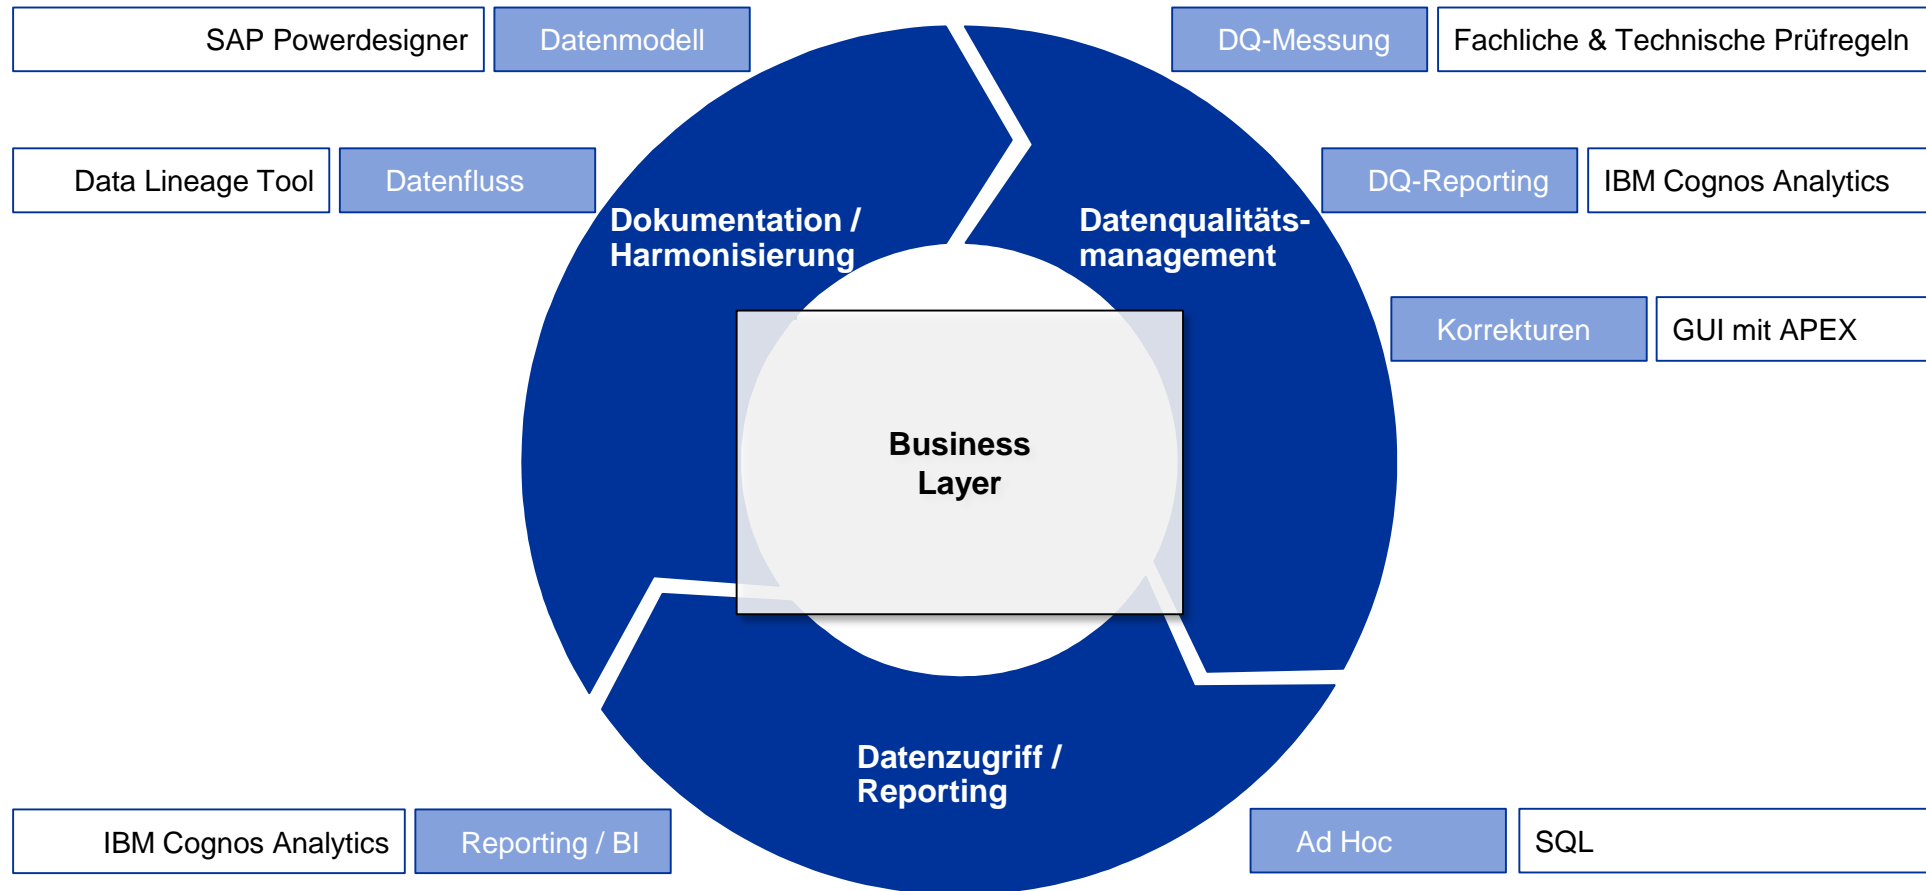 SAP Powerdesigner
Datenmodell
DQ-Messung
Fachliche & Technische Prüfregeln
Data Lineage Tool
Datenfluss
DQ-Reporting
IBM Cognos Analytics
Dokumentation /
Harmonisierung
Datenqualitäts-
management
Korrekturen
GUI mit APEX
Business
Layer
Datenzugriff /
Reporting
IBM Cognos Analytics
Reporting / BI
Ad Hoc
SQL